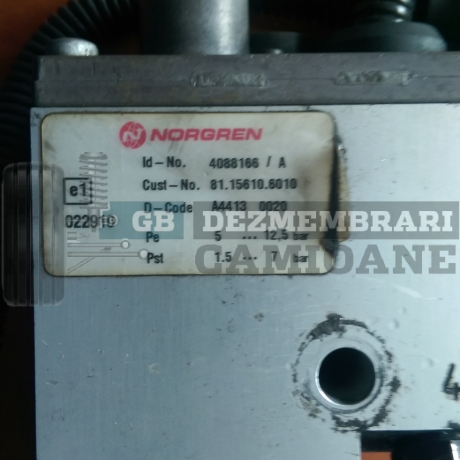 NORGREN
Id-No. 4088166 / A
Cust-No. 81.15610.6010
e1 D-Code A4413 0020
GB DEZMEMBRARI
Pe 5 ... 12,5 bar
CAMIOANE
Pst 1.5 ... 7 bar
4